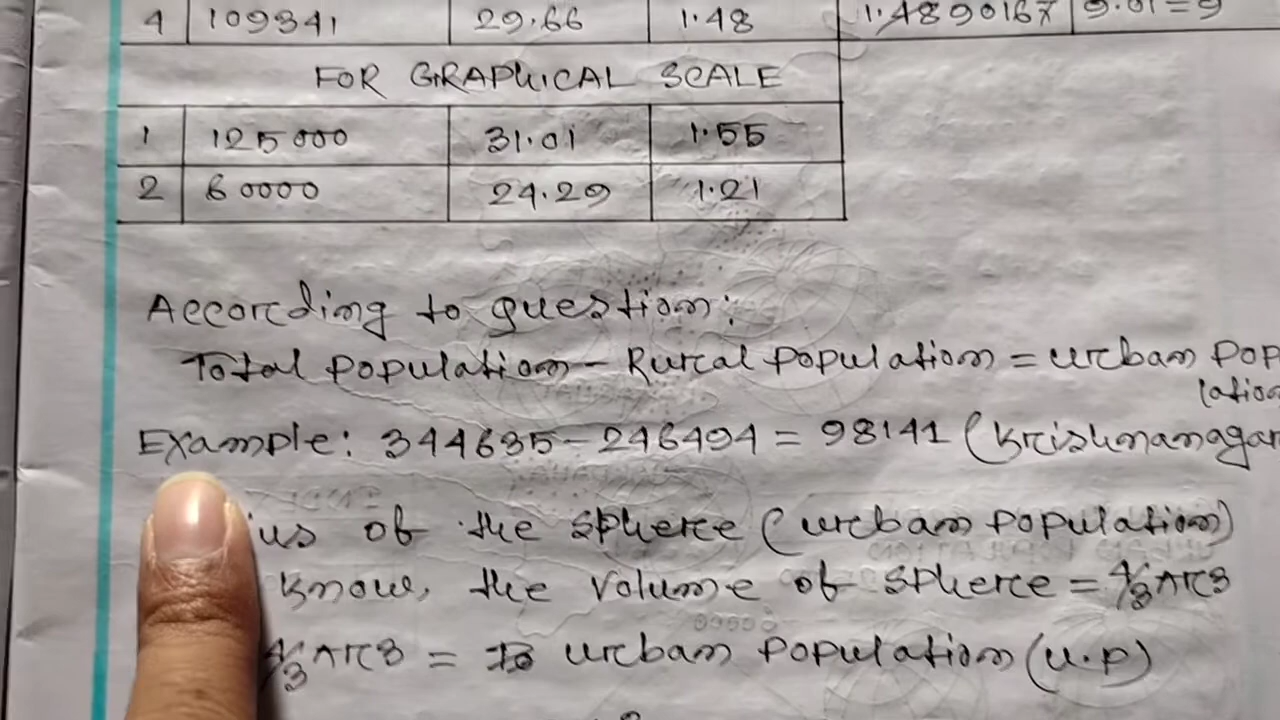 4 109341 29.66 1.48 1.4890167 9.01=9
FOR GRAPHICAL SCALE
1 125000 31.01 1.55
2 60000 24.29 1.21
According to question:
Total Population - Rural Population = urban Pop
lation
Example: 344635 - 246494 = 98141 (Krishnanagar
ius of the sphere (urban population)
know, the volume of sphere = 4/3πr3
4/3πr3 = urban population (u.p)